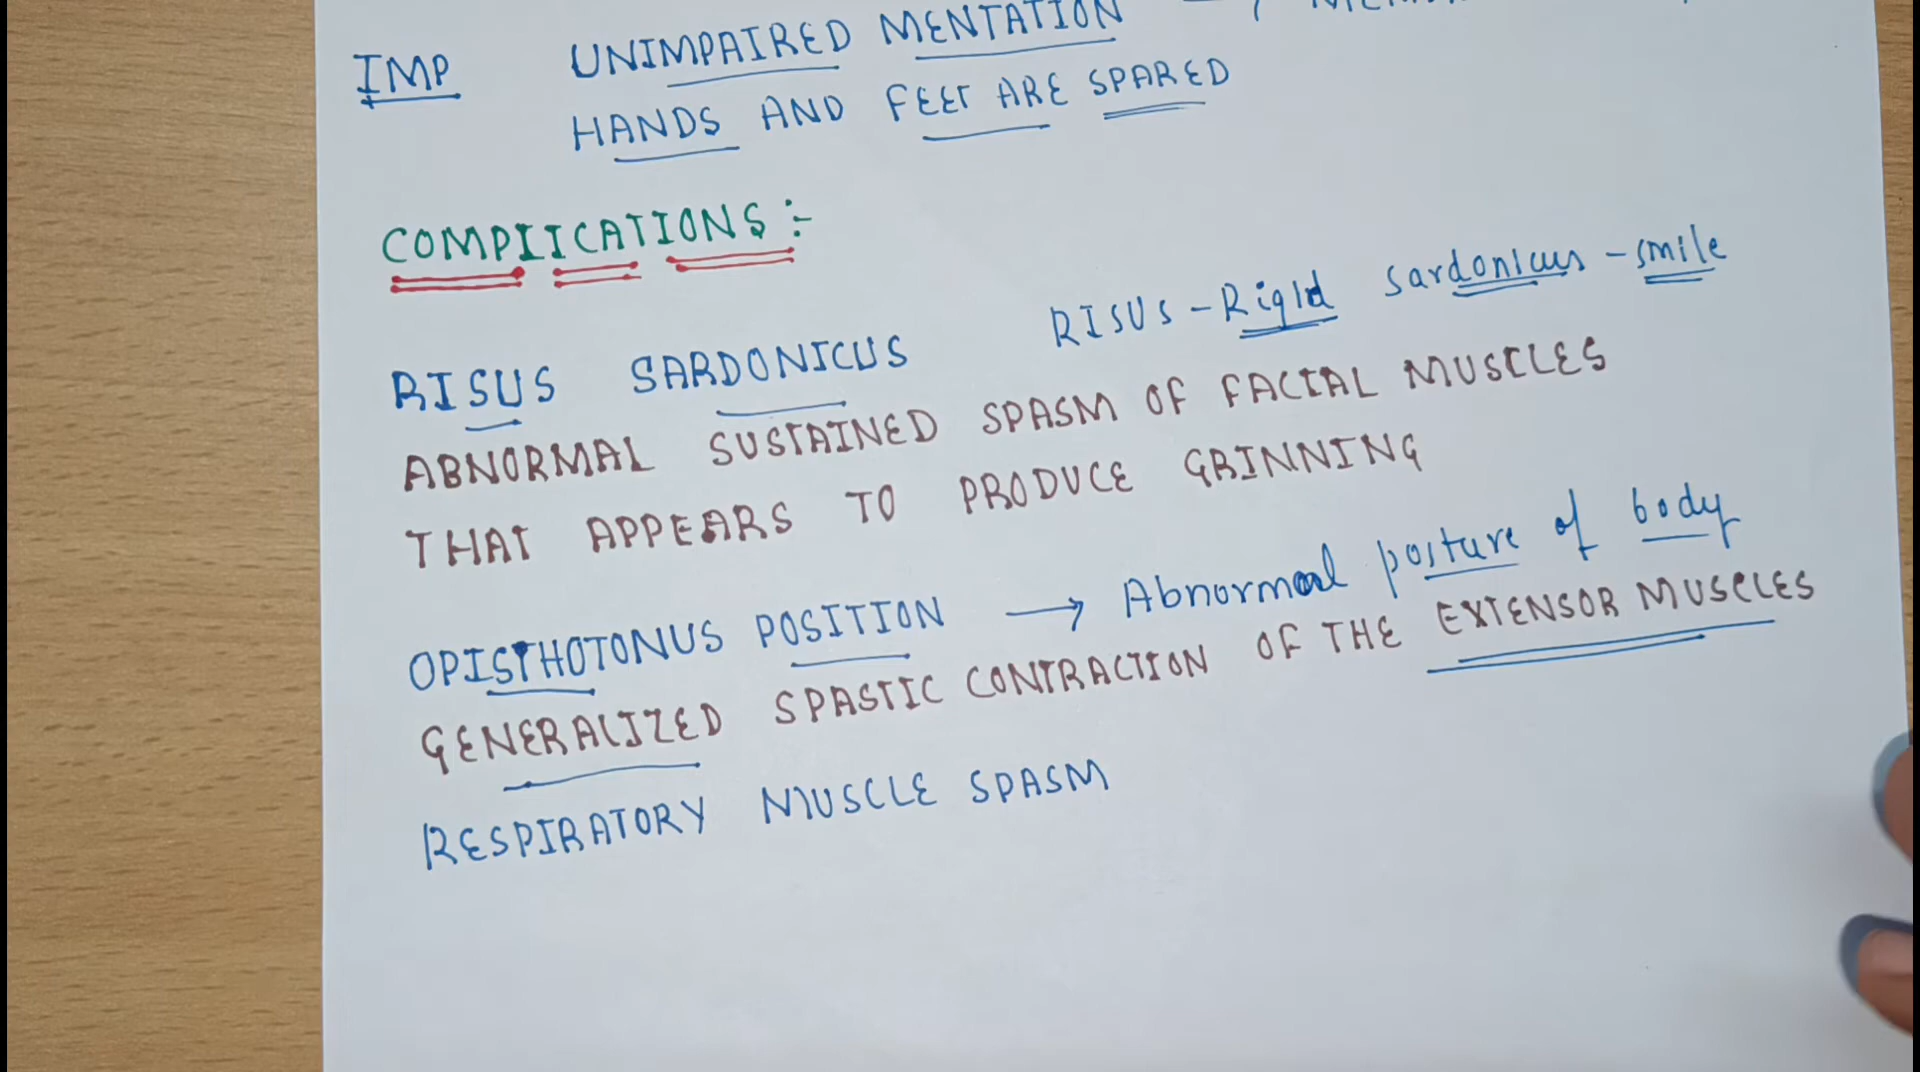 IMP UNIMPAIRED MENTATION →
HANDS AND FEET ARE SPARED
COMPIICATIONS :-
RISUS SARDONICUS RISUS - Rigid sardonicus - smile
ABNORMAL SUSTAINED SPASM OF FACIAL MUSCLES
THAT APPEARS TO PRODUCE GRINNING
OPISTHOTONUS POSITION → Abnormal posture of body
GENERALIZED SPASTIC CONTRACTION OF THE EXTENSOR MUSCLES
RESPIRATORY MUSCLE SPASM